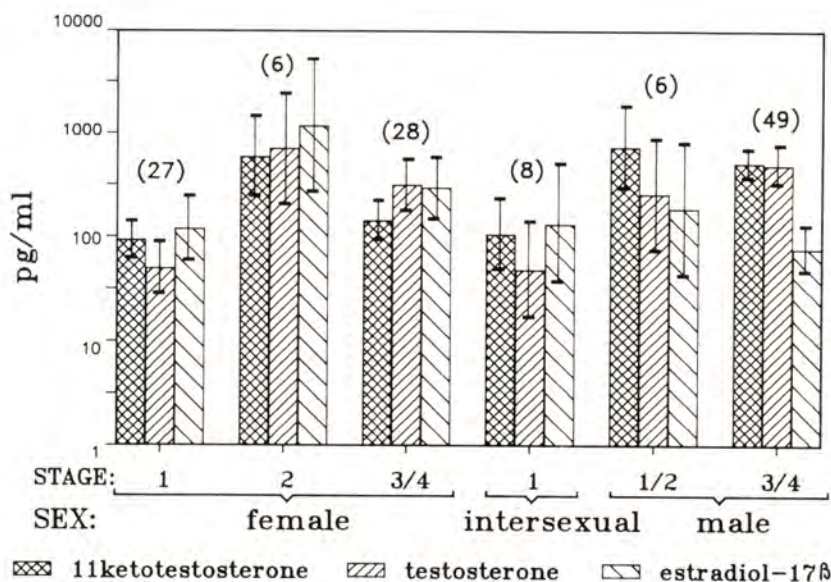 10000
1000
100
10
1
pg/ml
(27)
(6)
(28)
(8)
(6)
(49)
STAGE: 1 2 3/4 1 1/2 3/4
SEX: female intersexual male
11ketotestosterone testosterone estradiol-17β